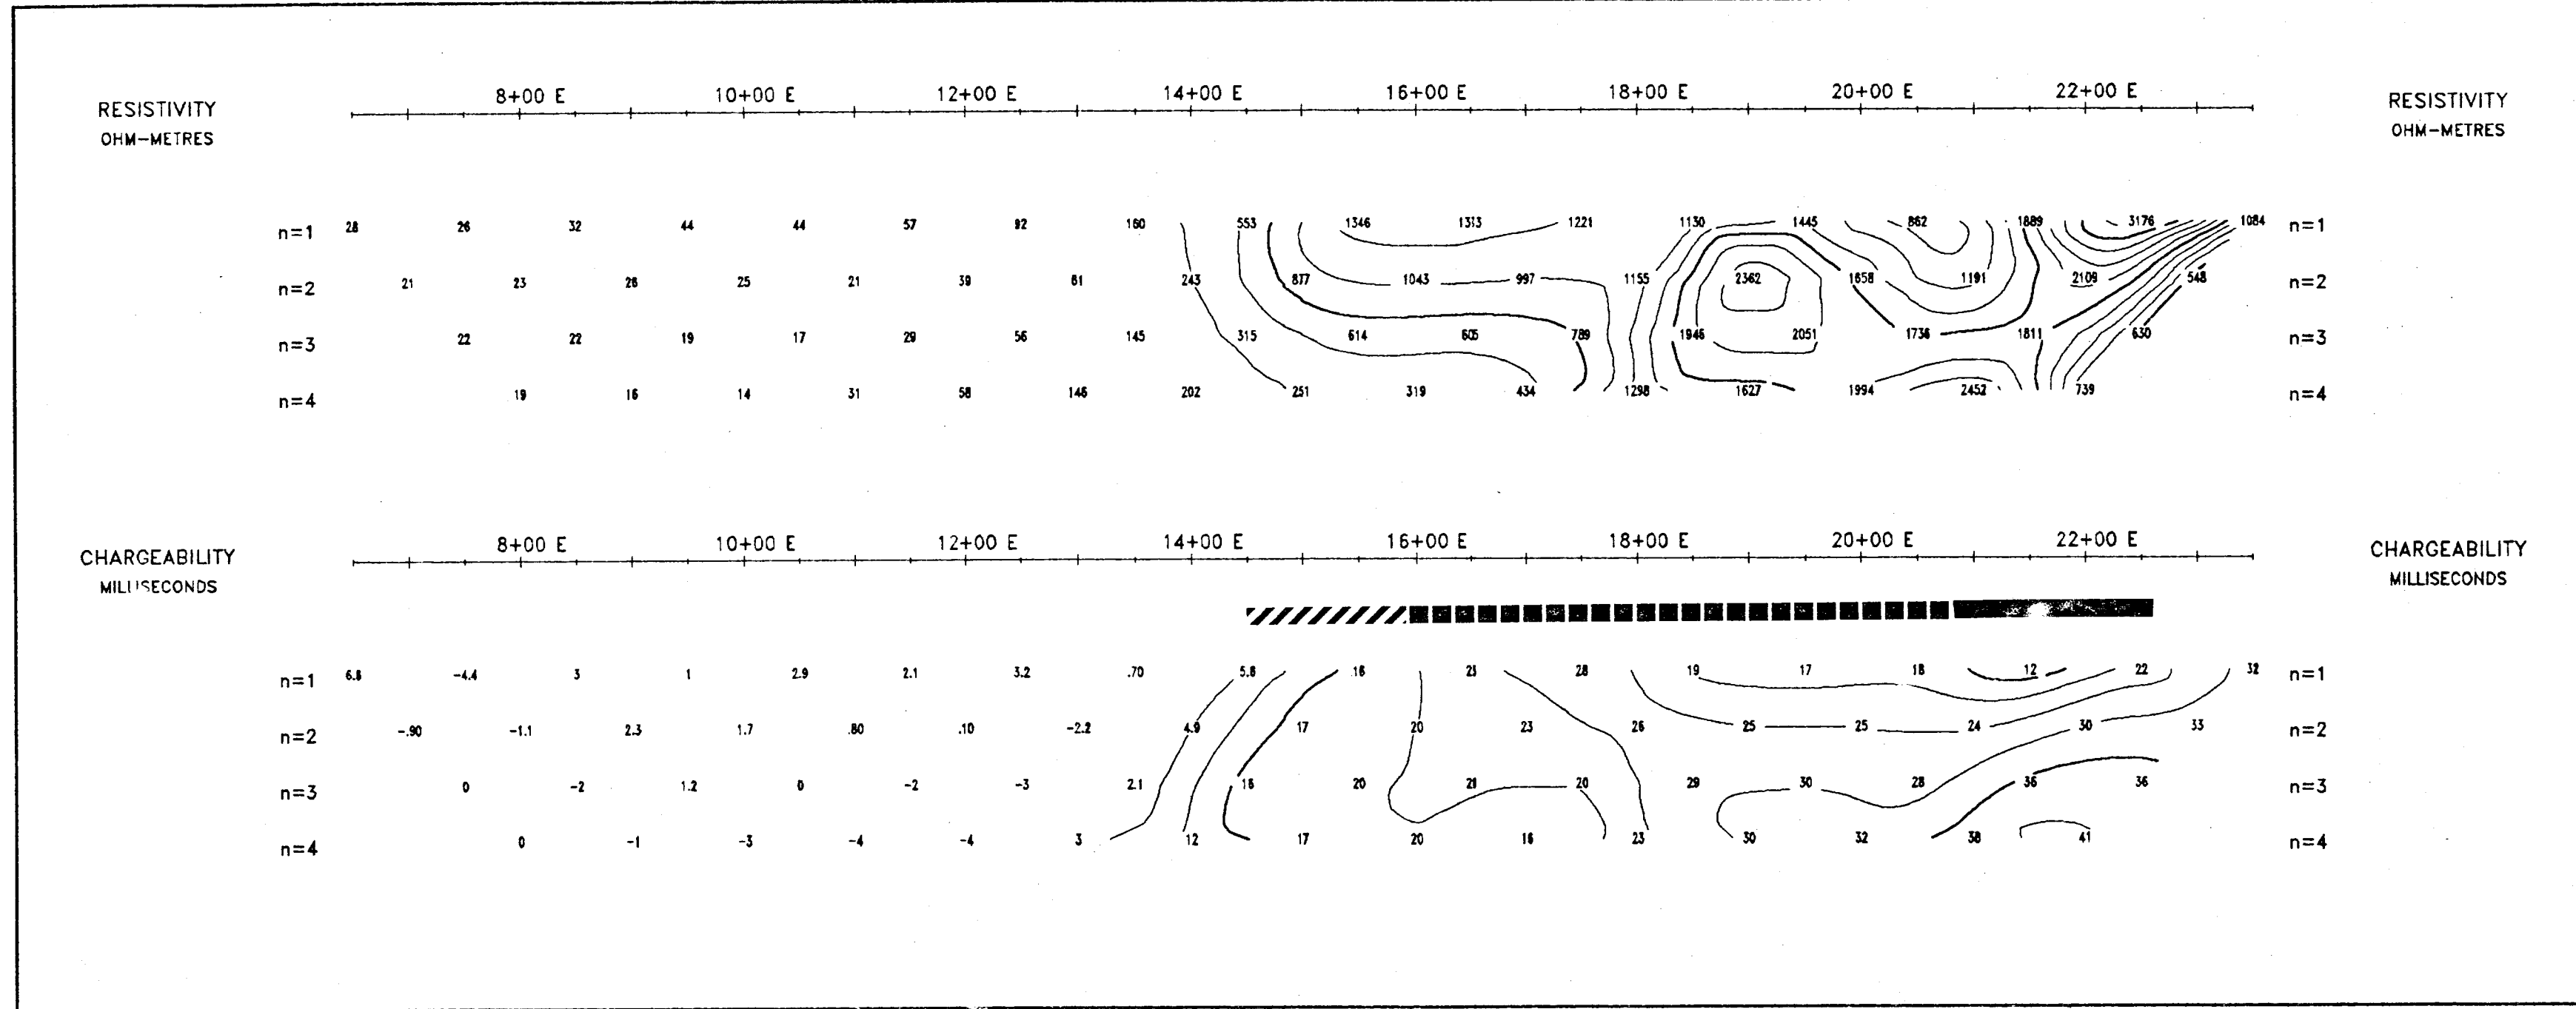 8+00 E 10+00 E 12+00 E 14+00 E 16+00 E 18+00 E 20+00 E 22+00 E
RESISTIVITY RESISTIVITY
OHM-METRES OHM-METRES
n=1 28 26 32 44 44 57 92 160 553 1346 1313 1221 1130 1445 862 1889 3176 1084 n=1
n=2 21 23 26 25 21 39 81 243 877 1043 997 1155 2362 1658 1191 2109 548 n=2
n=3 22 22 19 17 29 56 145 315 614 605 789 1946 2051 1736 1811 630 n=3
n=4 19 16 14 31 58 146 202 251 319 434 1298 1627 1994 2452 739 n=4
8+00 E 10+00 E 12+00 E 14+00 E 16+00 E 18+00 E 20+00 E 22+00 E
CHARGEABILITY CHARGEABILITY
MILLISECONDS MILLISECONDS
n=1 6.8 -4.4 3 1 2.9 2.1 3.2 .70 5.8 16 23 28 19 17 18 12 22 32 n=1
n=2 -.90 -1.1 2.3 1.7 .80 .10 -2.2 4.9 17 20 23 26 25 25 24 30 33 n=2
n=3 0 -2 1.2 0 -2 -3 2.1 16 20 21 20 29 30 28 36 36 n=3
n=4 0 -1 -3 -4 -4 3 12 17 20 16 23 30 32 38 41 n=4